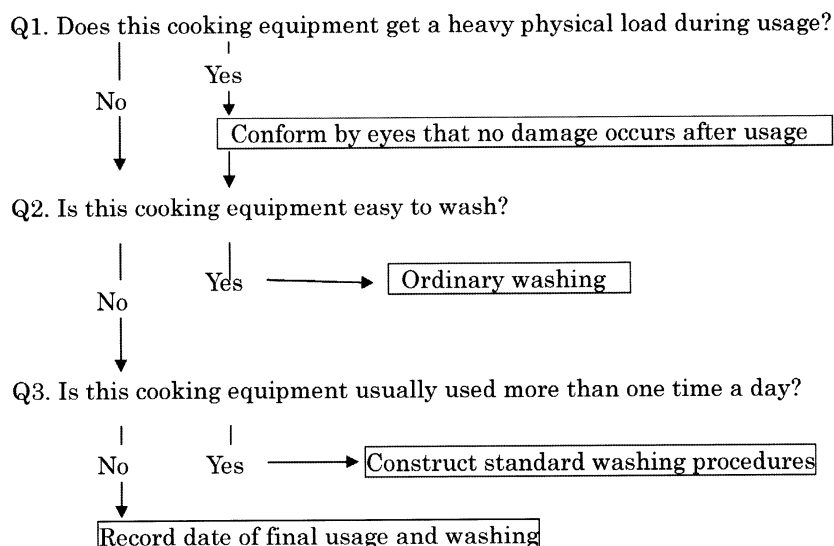 Q1. Does this cooking equipment get a heavy physical load during usage?
Yes
No
Conform by eyes that no damage occurs after usage
Q2. Is this cooking equipment easy to wash?
Yes
Ordinary washing
No
Q3. Is this cooking equipment usually used more than one time a day?
No
Yes
Construct standard washing procedures
Record date of final usage and washing